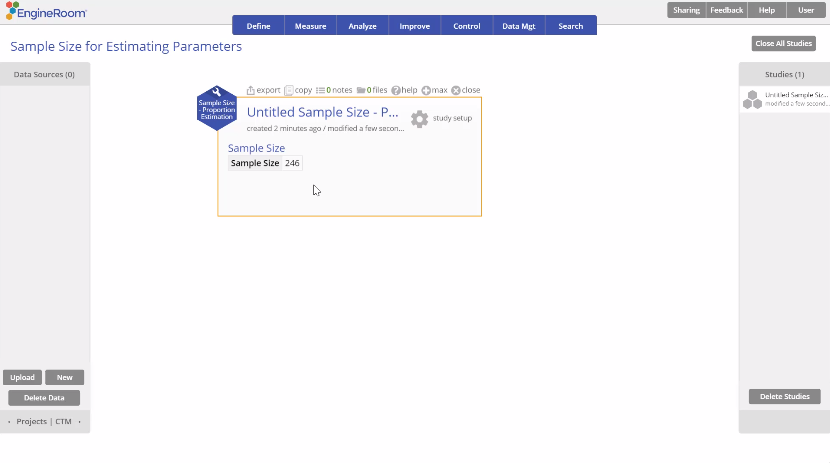 EngineRoom®
Sharing Feedback Help User
Define Measure Analyze Improve Control Data Mgt Search
Sample Size for Estimating Parameters
Close All Studies
Data Sources (0)
Studies (1)
export copy 0 notes 0 files help max close
Sample Size
- Proportion
Estimation
Untitled Sample Size - P...
created 2 minutes ago / modified a few secon...
study setup
Untitled Sample Siz...
modified a few second...
Sample Size
Sample Size 246
Upload New
Delete Data
Delete Studies
Projects | CTM